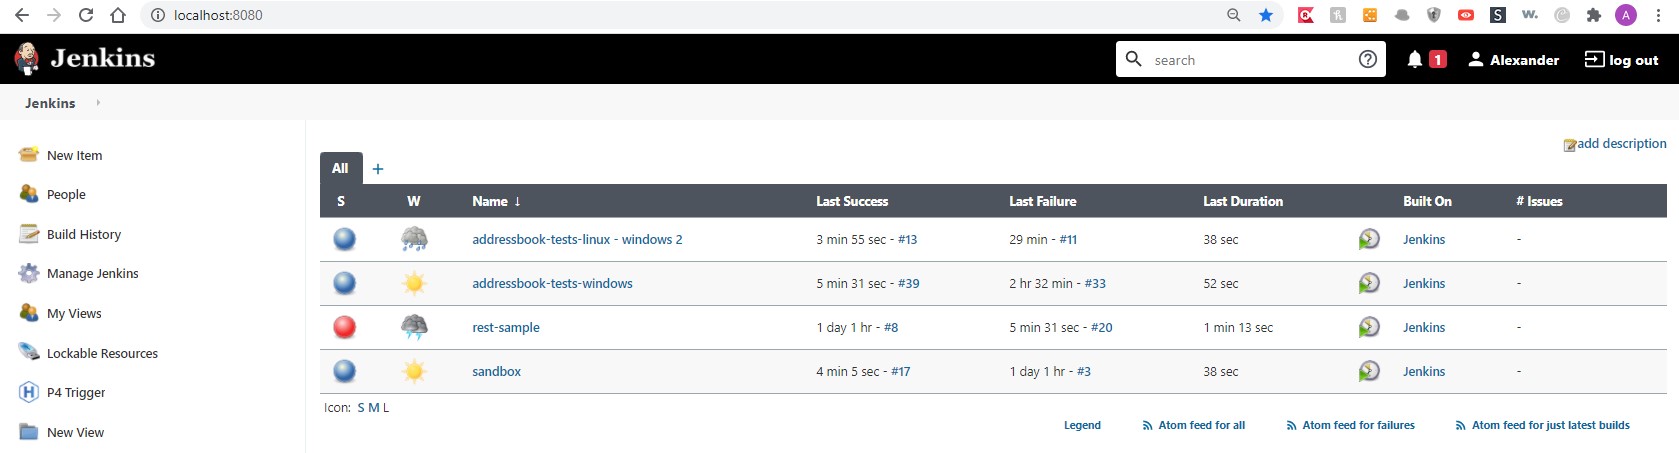 localhost:8080
Jenkins
search
1
Alexander
log out
Jenkins
New Item
People
Build History
Manage Jenkins
My Views
Lockable Resources
P4 Trigger
New View
add description
All +
S W Name ↓ Last Success Last Failure Last Duration Built On # Issues
addressbook-tests-linux - windows 2 3 min 55 sec - #13 29 min - #11 38 sec Jenkins -
addressbook-tests-windows 5 min 31 sec - #39 2 hr 32 min - #33 52 sec Jenkins -
rest-sample 1 day 1 hr - #8 5 min 31 sec - #20 1 min 13 sec Jenkins -
sandbox 4 min 5 sec - #17 1 day 1 hr - #3 38 sec Jenkins -
Icon: S M L
Legend Atom feed for all Atom feed for failures Atom feed for just latest builds